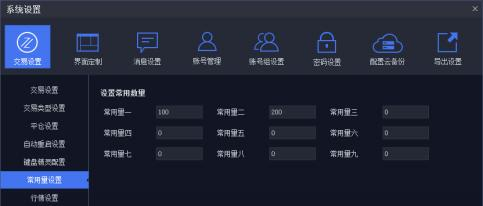 系统设置
交易设置 界面定制 消息设置 账号管理 账号组设置 密码设置 配置云备份 导出设置
交易设置
交易类型设置
平仓设置
自动重启设置
键盘精灵配置
常用量设置
行情设置
设置常用数量
常用量一 100 常用量二 200 常用量三 0
常用量四 0 常用量五 0 常用量六 0
常用量七 0 常用量八 0 常用量九 0